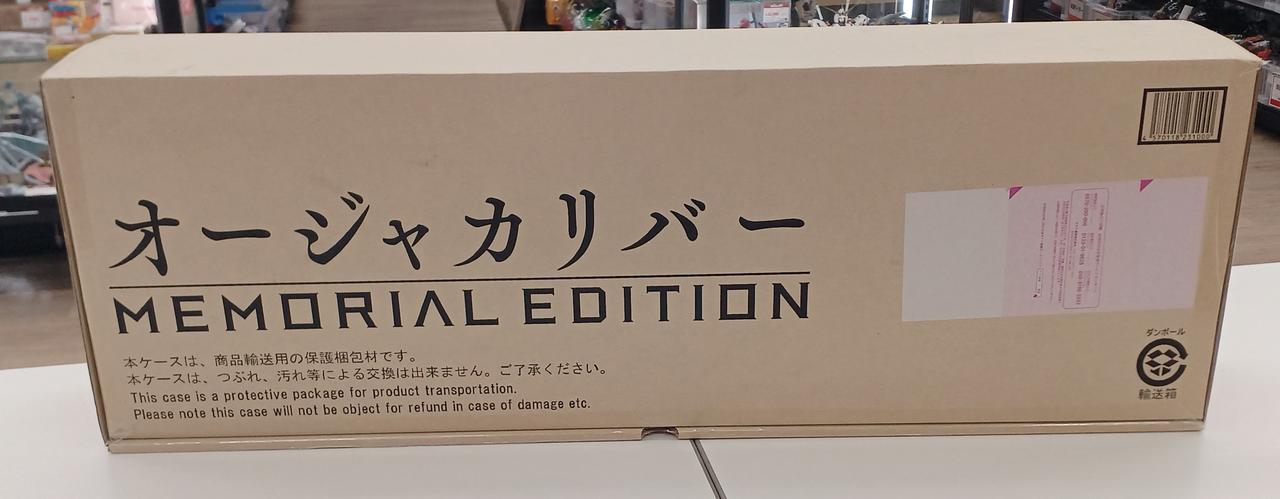 オージャカリバー
MEMORIAL EDITION
本ケースは、商品輸送用の保護梱包材です。
本ケースは、つぶれ、汚れ等による交換は出来ません。ご了承ください。
This case is a protective package for product transportation.
Please note this case will not be object for refund in case of damage etc.
ダンボール
輸送箱